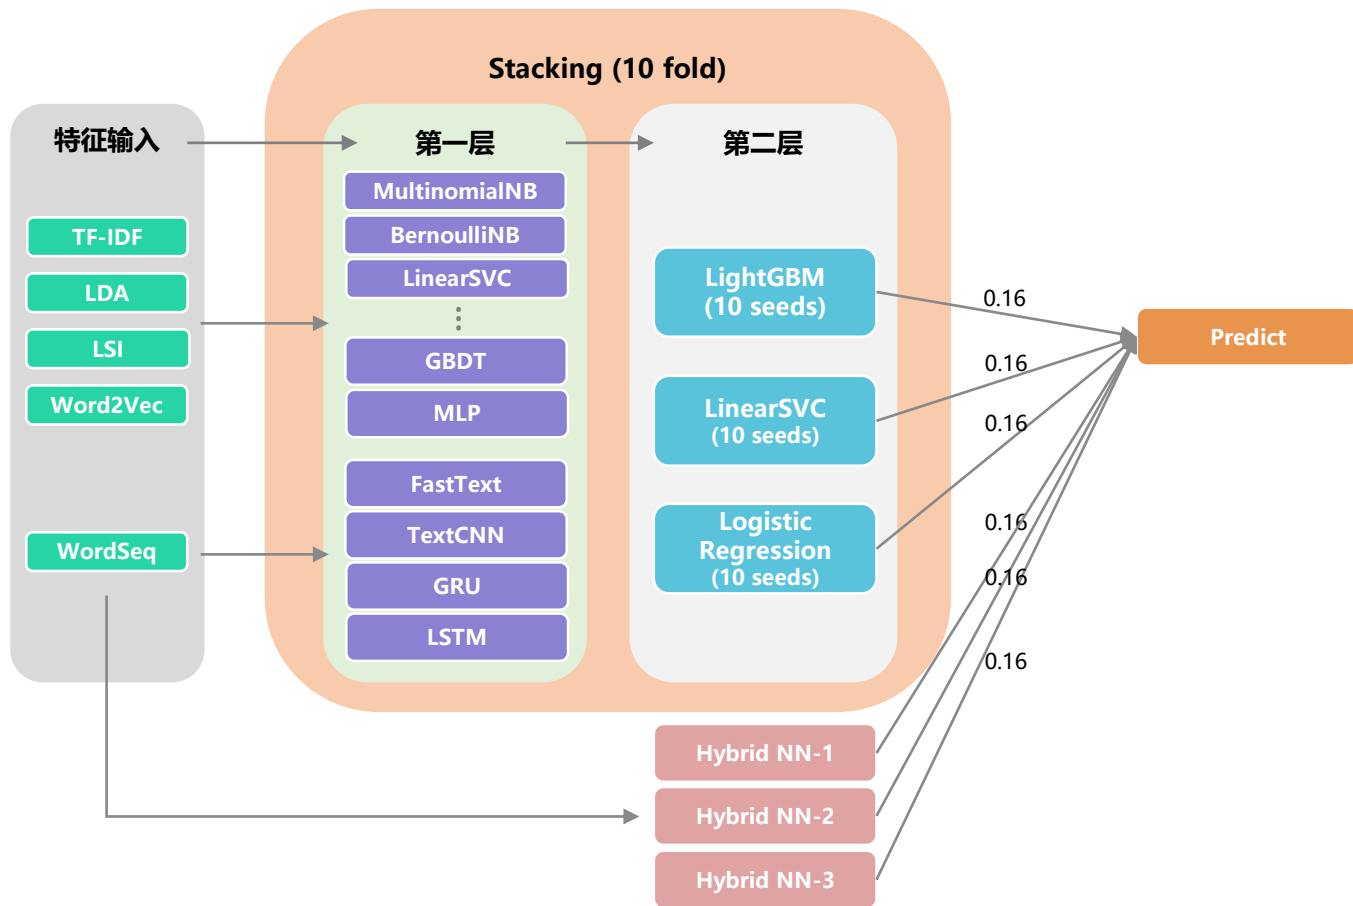 Stacking (10 fold)
特征输入
TF-IDF
LDA
LSI
Word2Vec
WordSeq
第一层
MultinomialNB
BernoulliNB
LinearSVC
⋮
GBDT
MLP
FastText
TextCNN
GRU
LSTM
第二层
LightGBM
(10 seeds)
LinearSVC
(10 seeds)
Logistic
Regression
(10 seeds)
Hybrid NN-1
Hybrid NN-2
Hybrid NN-3
0.16
0.16
0.16
0.16
0.16
0.16
Predict